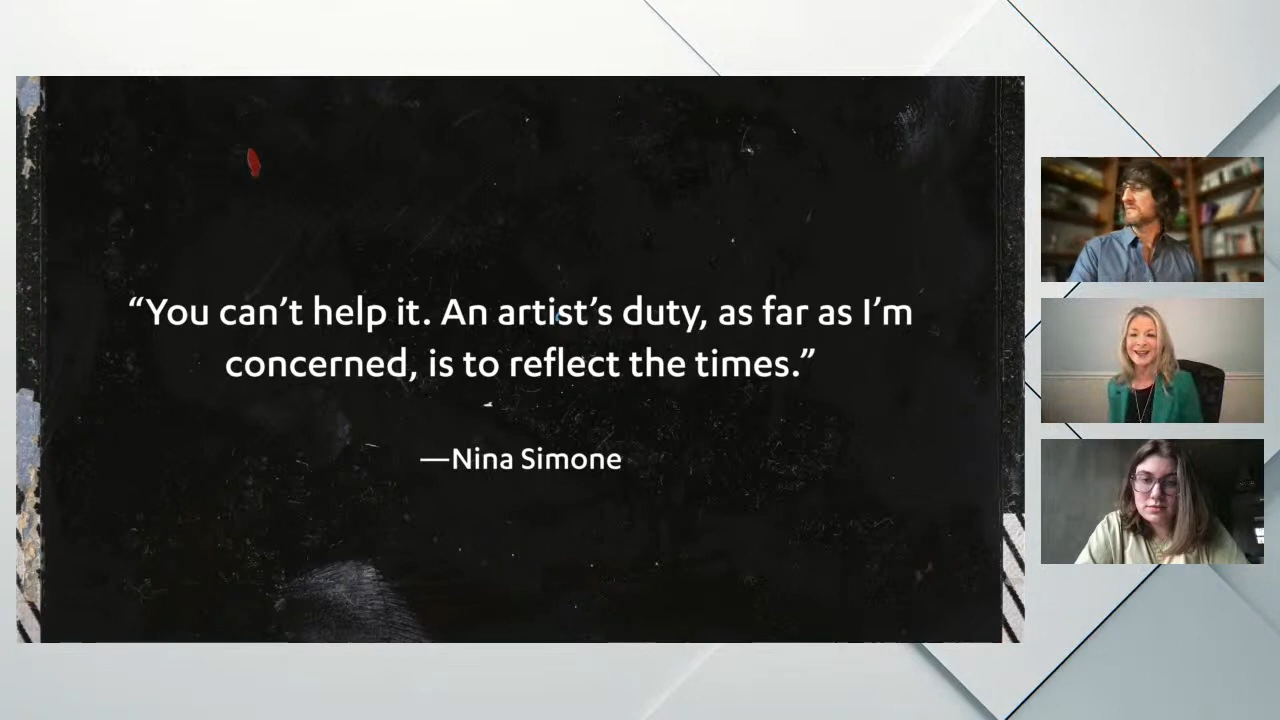 “You can’t help it. An artist’s duty, as far as I’m
concerned, is to reflect the times.”
—Nina Simone